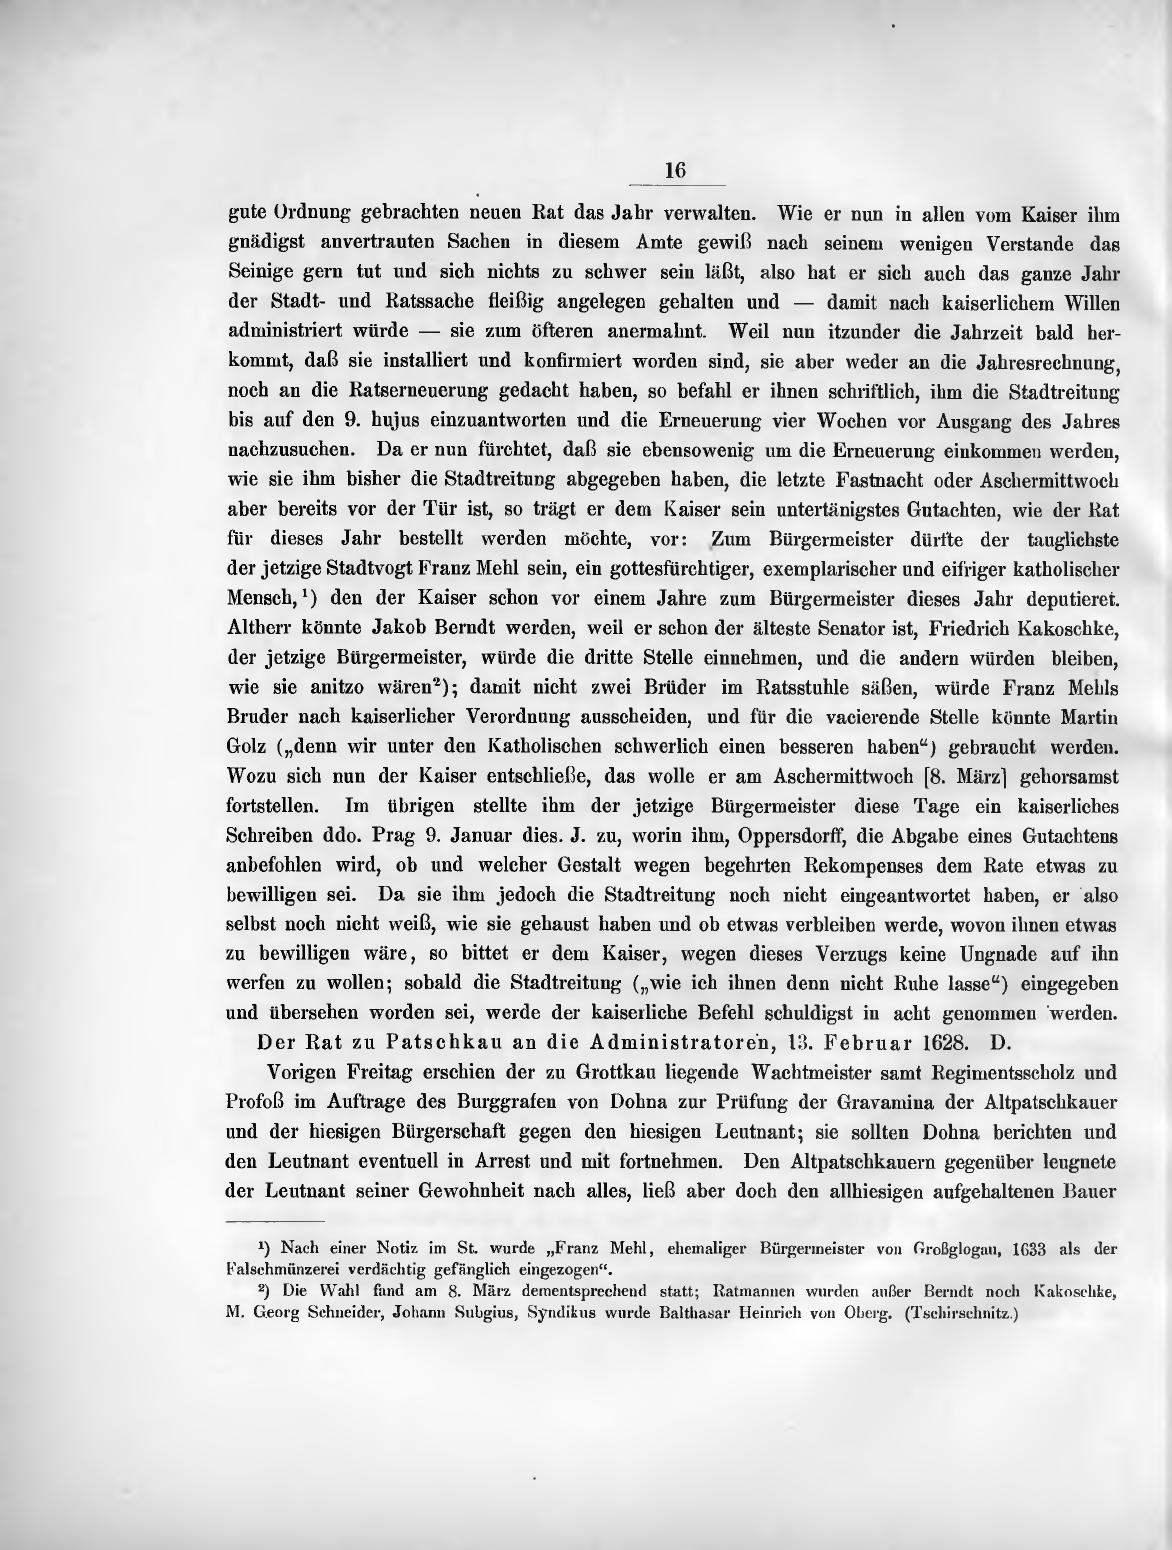 16
gute Ordnung gebrachten neuen Rat das Jahr verwalten. Wie er nun in allen vom Kaiser ihm
gnädigst anvertrauten Sachen in diesem Amte gewiß nach seinem wenigen Verstande das
Seinige gern tut und sich nichts zu schwer sein läßt, also hat er sich auch das ganze Jahr
der Stadt- und Ratssache fleißig angelegen gehalten und — damit nach kaiserlichem Willen
administriert würde — sie zum öfteren anermahnt. Weil nun itzunder die Jahrzeit bald her-
kommt, daß sie installiert und konfirmiert worden sind, sie aber weder an die Jahresrechnung,
noch an die Ratserneuerung gedacht haben, so befahl er ihnen schriftlich, ihm die Stadtreitung
bis auf den 9. hujus einzuantworten und die Erneuerung vier Wochen vor Ausgang des Jahres
nachzusuchen. Da er nun fürchtet, daß sie ebensowenig um die Erneuerung einkommen werden,
wie sie ihm bisher die Stadtreitung abgegeben haben, die letzte Fastnacht oder Aschermittwoch
aber bereits vor der Tür ist, so trägt er dem Kaiser sein untertänigstes Gutachten, wie der Rat
für dieses Jahr bestellt werden möchte, vor: Zum Bürgermeister dürfte der tauglichste
der jetzige Stadtvogt Franz Mehl sein, ein gottesfürchtiger, exemplarischer und eifriger katholischer
Mensch,¹) den der Kaiser schon vor einem Jahre zum Bürgermeister dieses Jahr deputieret.
Altherr könnte Jakob Berndt werden, weil er schon der älteste Senator ist, Friedrich Kakoschke,
der jetzige Bürgermeister, würde die dritte Stelle einnehmen, und die andern würden bleiben,
wie sie anitzo wären²); damit nicht zwei Brüder im Ratsstuhle säßen, würde Franz Mehls
Bruder nach kaiserlicher Verordnung ausscheiden, und für die vacierende Stelle könnte Martin
Golz („denn wir unter den Katholischen schwerlich einen besseren haben“) gebraucht werden.
Wozu sich nun der Kaiser entschließe, das wolle er am Aschermittwoch [8. März] gehorsamst
fortstellen. Im übrigen stellte ihm der jetzige Bürgermeister diese Tage ein kaiserliches
Schreiben ddo. Prag 9. Januar dies. J. zu, worin ihm, Oppersdorff, die Abgabe eines Gutachtens
anbefohlen wird, ob und welcher Gestalt wegen begehrten Rekompenses dem Rate etwas zu
bewilligen sei. Da sie ihm jedoch die Stadtreitung noch nicht eingeantwortet haben, er also
selbst noch nicht weiß, wie sie gehaust haben und ob etwas verbleiben werde, wovon ihnen etwas
zu bewilligen wäre, so bittet er dem Kaiser, wegen dieses Verzugs keine Ungnade auf ihn
werfen zu wollen; sobald die Stadtreitung („wie ich ihnen denn nicht Ruhe lasse“) eingegeben
und übersehen worden sei, werde der kaiserliche Befehl schuldigst in acht genommen werden.
Der Rat zu Patschkau an die Administratoren, 13. Februar 1628. D.
Vorigen Freitag erschien der zu Grottkau liegende Wachtmeister samt Regimentsscholz und
Profoß im Auftrage des Burggrafen von Dohna zur Prüfung der Gravamina der Altpatschkauer
und der hiesigen Bürgerschaft gegen den hiesigen Leutnant; sie sollten Dohna berichten und
den Leutnant eventuell in Arrest und mit fortnehmen. Den Altpatschkauern gegenüber leugnete
der Leutnant seiner Gewohnheit nach alles, ließ aber doch den allhiesigen aufgehaltenen Bauer
¹) Nach einer Notiz im St. wurde „Franz Mehl, ehemaliger Bürgermeister von Großglogau, 1633 als der
Falschmünzerei verdächtig gefänglich eingezogen“.
²) Die Wahl fand am 8. März dementsprechend statt; Ratmannen wurden außer Berndt noch Kakoschke,
M. Georg Schneider, Johann Subgius, Syndikus wurde Balthasar Heinrich von Oberg. (Tschirschnitz.)